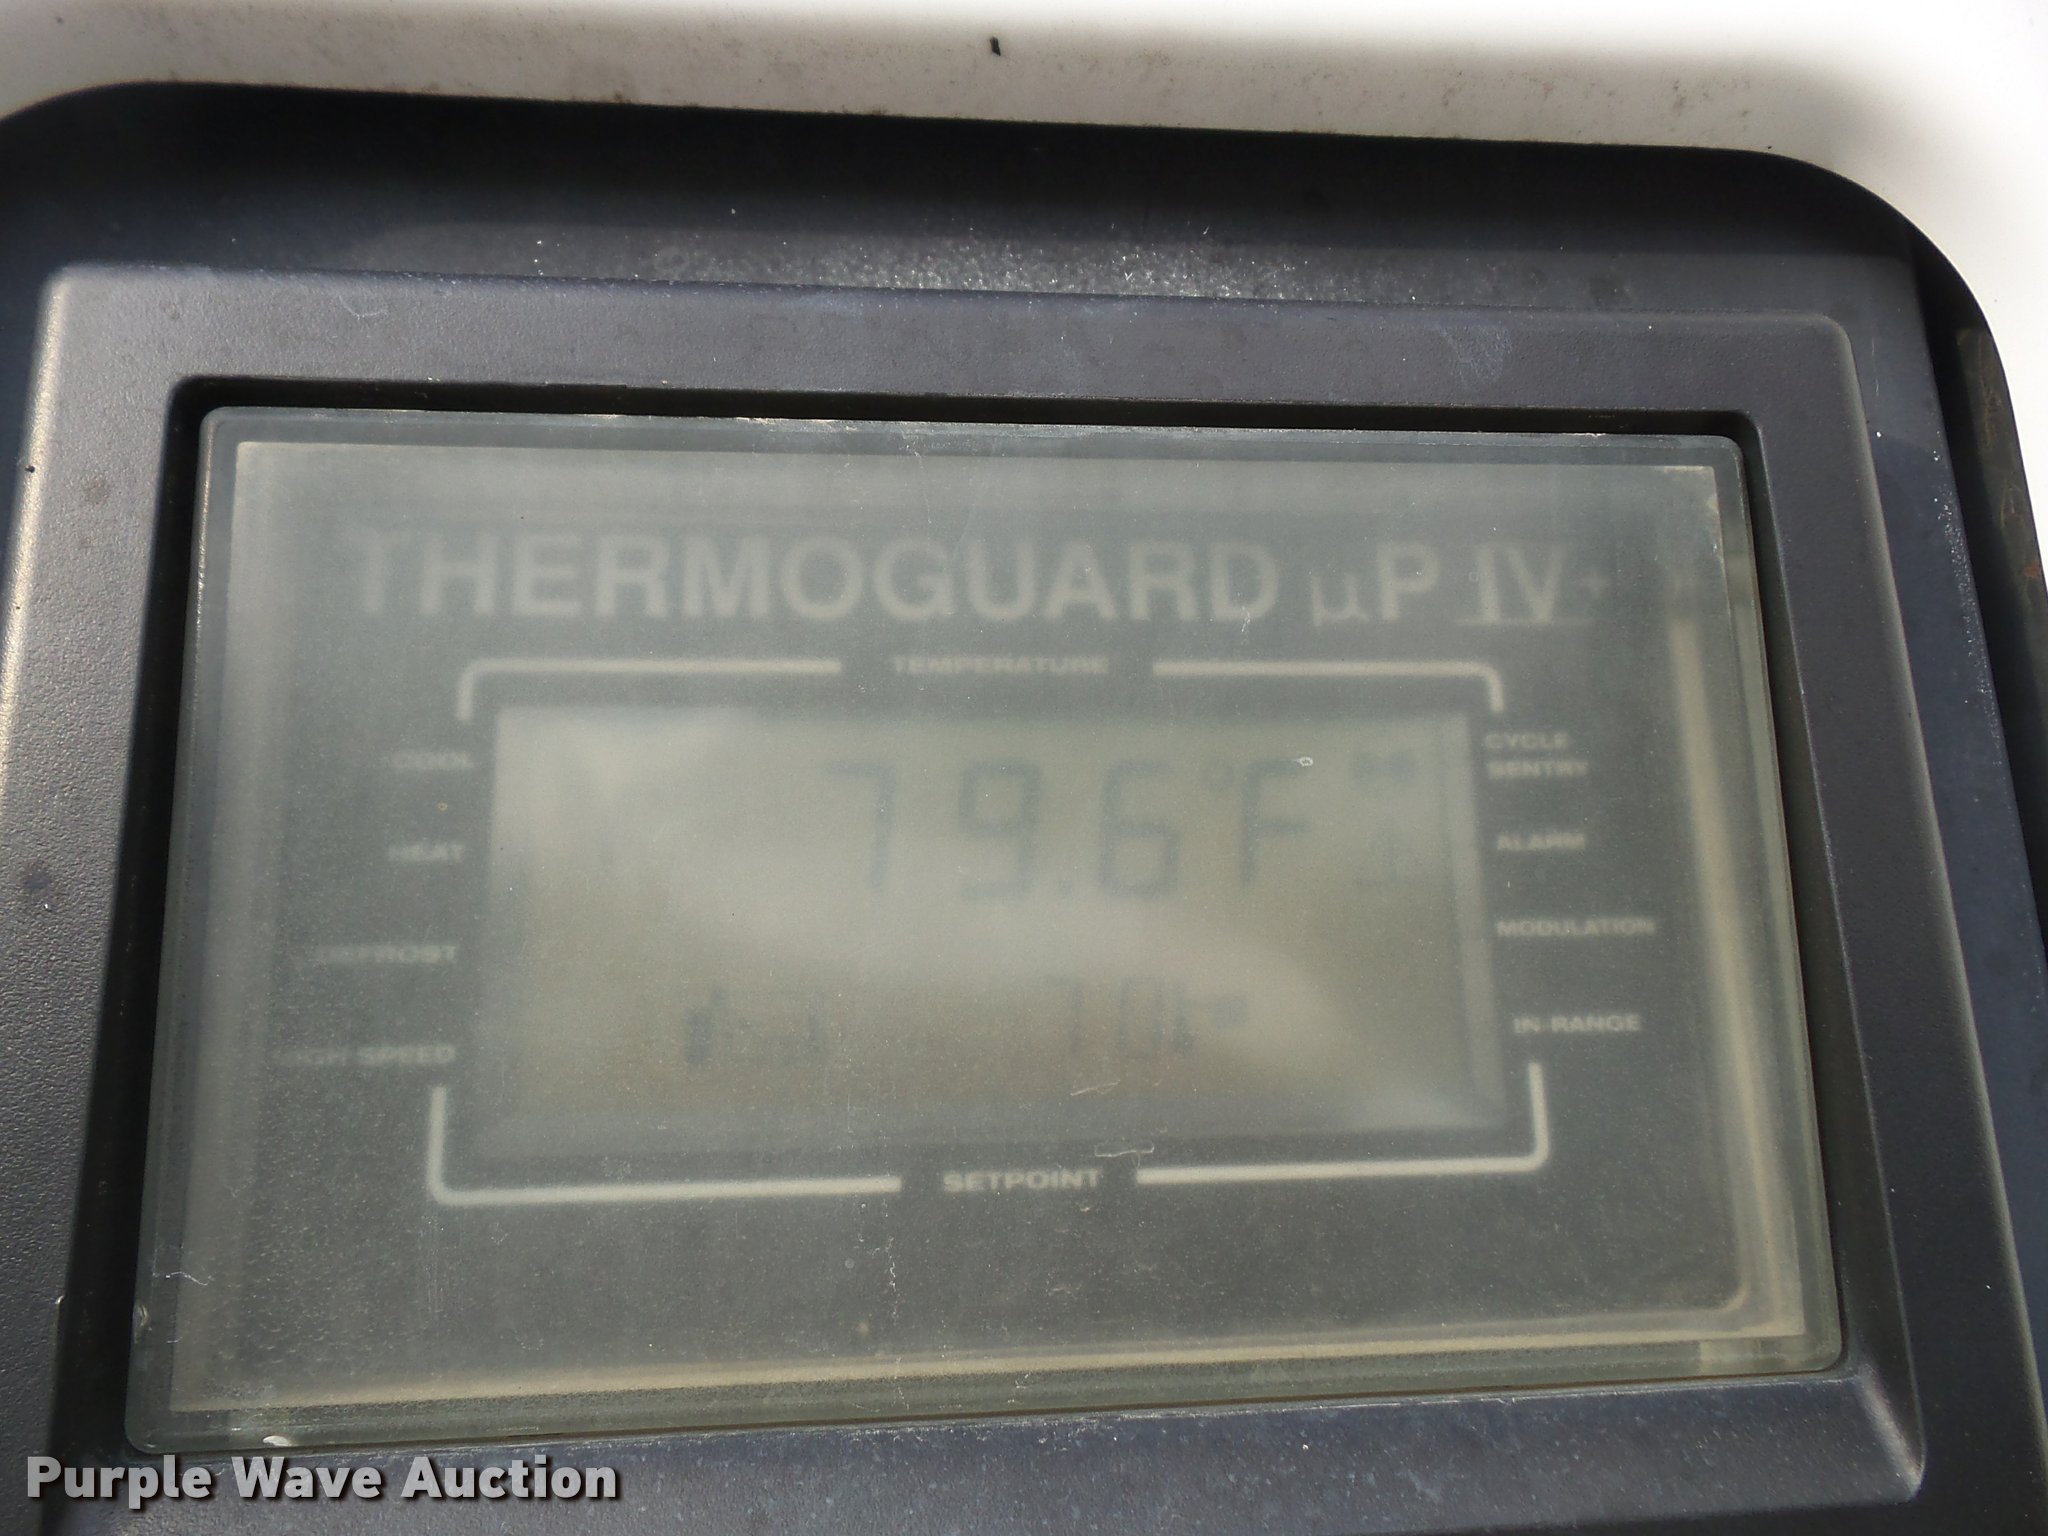 THERMOGUARD µP IV+
TEMPERATURE
COOL
79.6°F
CYCLE
SENTRY
HEAT
ALARM
DEFROST
MODULATION
HIGH SPEED
IN-RANGE
SETPOINT
Purple Wave Auction